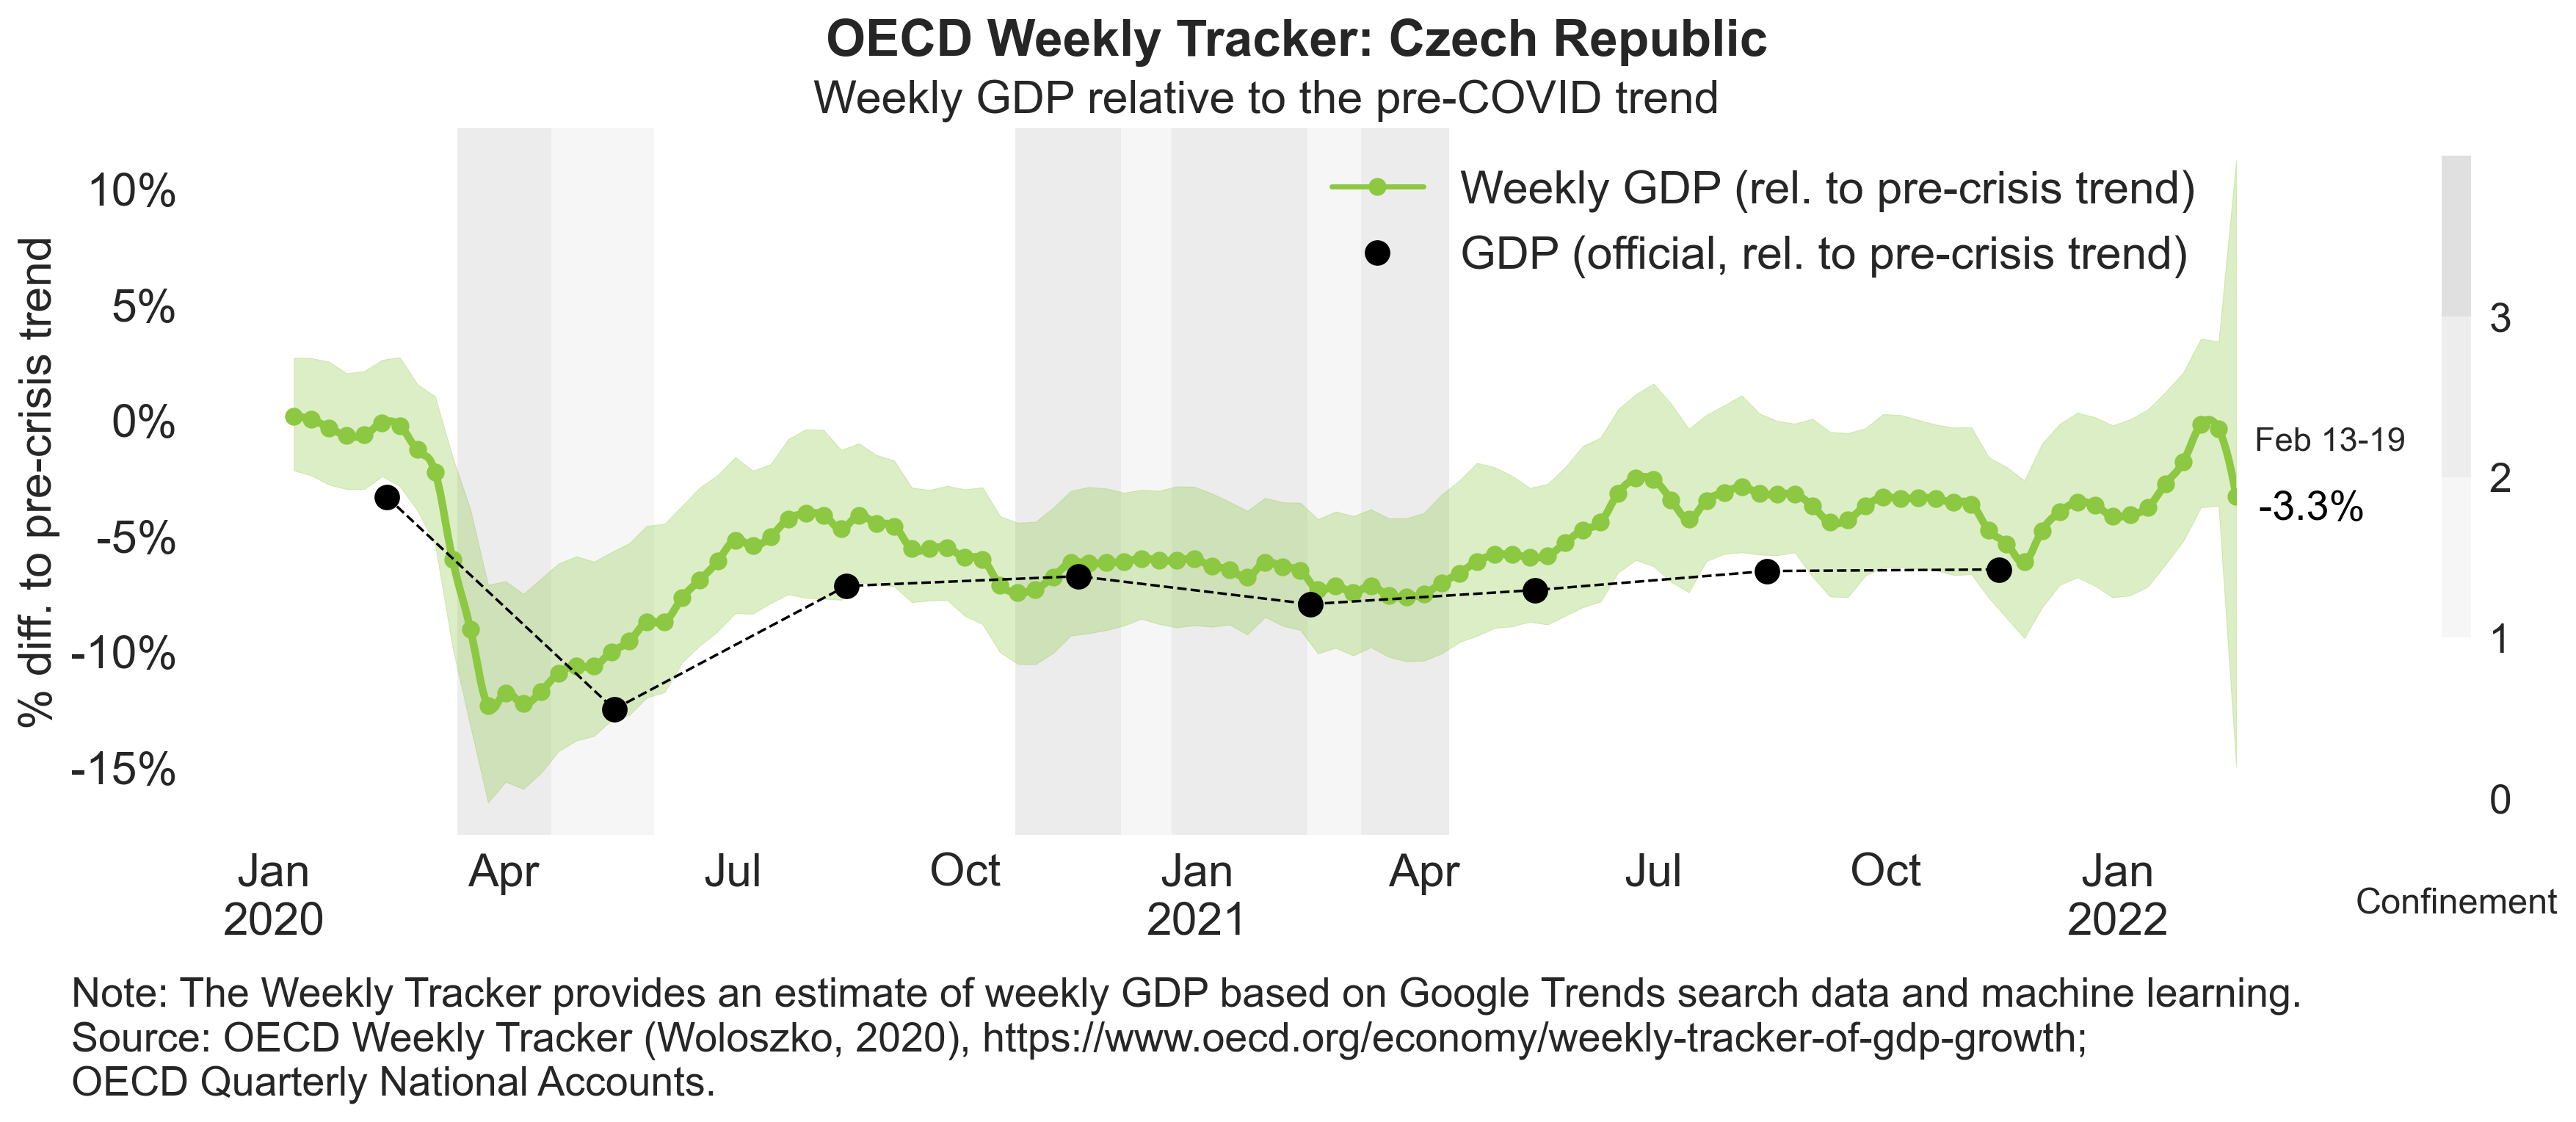 OECD Weekly Tracker: Czech Republic
Weekly GDP relative to the pre-COVID trend
% diff. to pre-crisis trend
10%
5%
0%
-5%
-10%
-15%
Weekly GDP (rel. to pre-crisis trend)
GDP (official, rel. to pre-crisis trend)
Feb 13-19
-3.3%
3
2
1
0
Confinement
Jan Apr Jul Oct Jan Apr Jul Oct Jan
2020 2021 2022
Note: The Weekly Tracker provides an estimate of weekly GDP based on Google Trends search data and machine learning.
Source: OECD Weekly Tracker (Woloszko, 2020), https://www.oecd.org/economy/weekly-tracker-of-gdp-growth;
OECD Quarterly National Accounts.